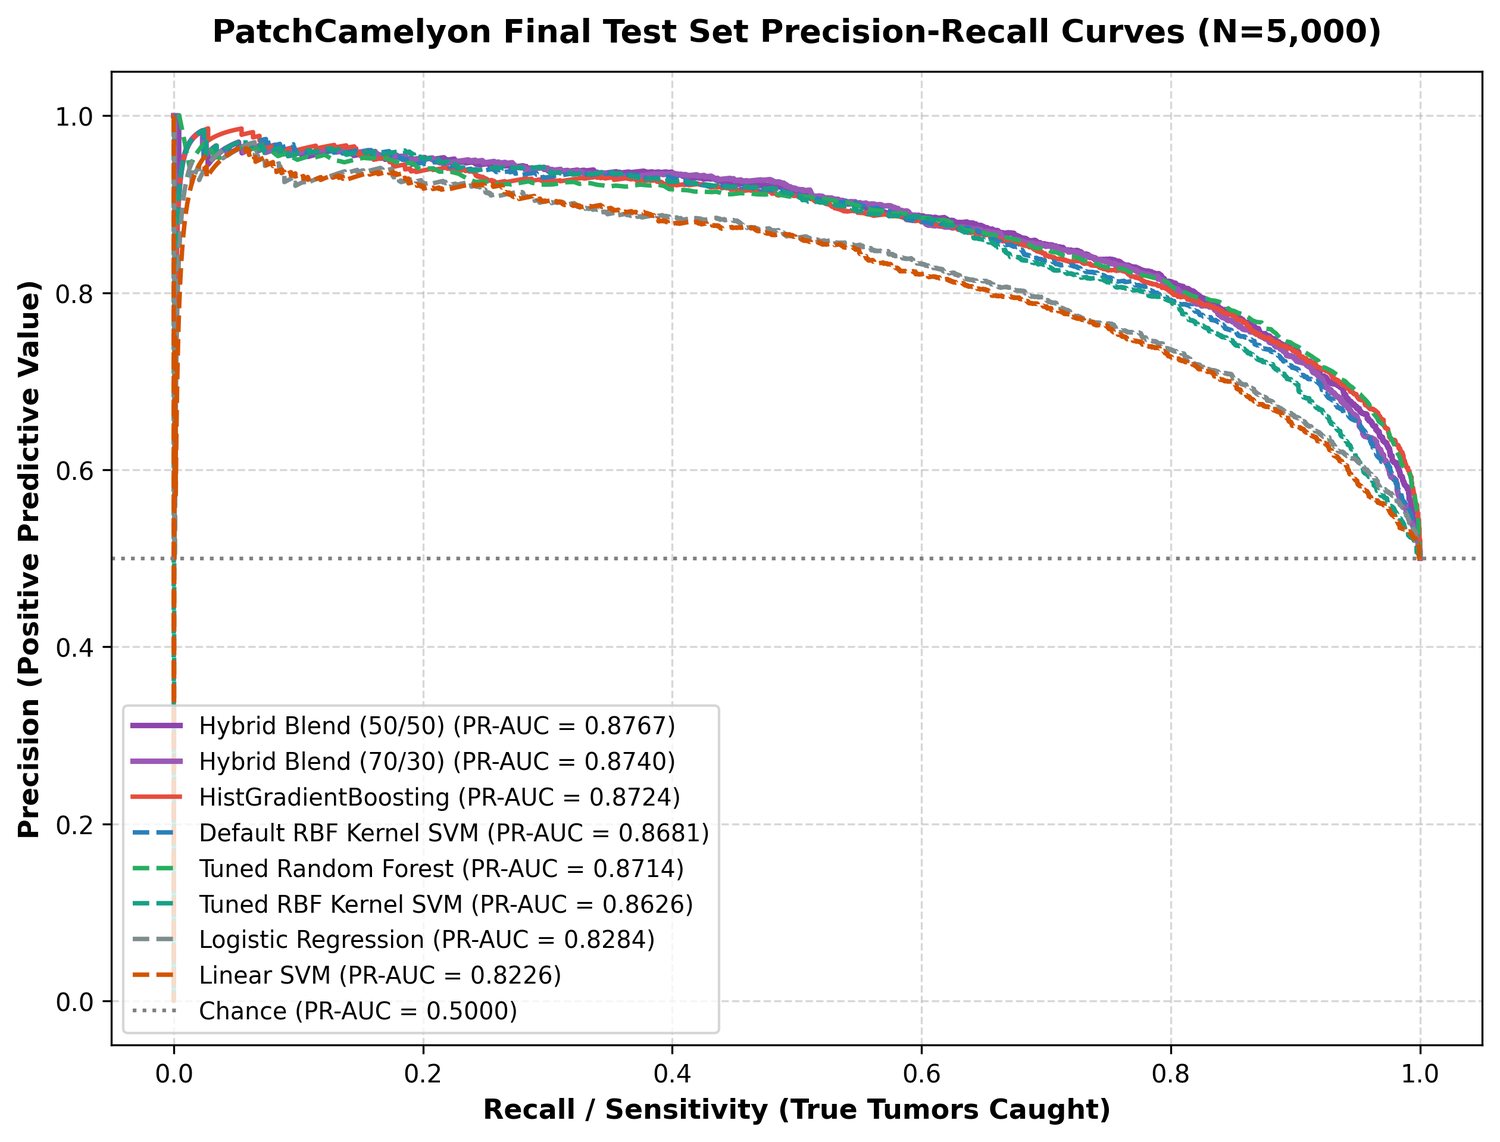 PatchCamelyon Final Test Set Precision-Recall Curves (N=5,000)
Precision (Positive Predictive Value)
1.0
0.8
0.6
0.4
0.2
0.0
Hybrid Blend (50/50) (PR-AUC = 0.8767)
Hybrid Blend (70/30) (PR-AUC = 0.8740)
HistGradientBoosting (PR-AUC = 0.8724)
Default RBF Kernel SVM (PR-AUC = 0.8681)
Tuned Random Forest (PR-AUC = 0.8714)
Tuned RBF Kernel SVM (PR-AUC = 0.8626)
Logistic Regression (PR-AUC = 0.8284)
Linear SVM (PR-AUC = 0.8226)
Chance (PR-AUC = 0.5000)
0.0 0.2 0.4 0.6 0.8 1.0
Recall / Sensitivity (True Tumors Caught)